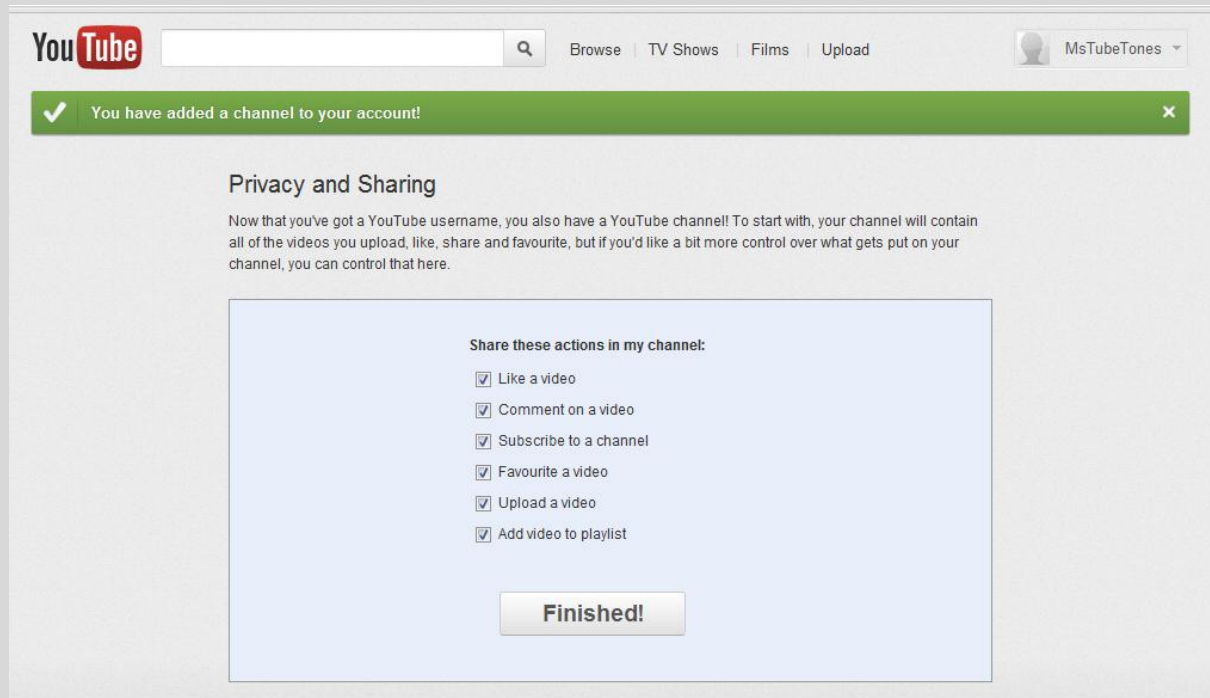 YouTube
Browse | TV Shows | Films | Upload
MsTubeTones
You have added a channel to your account!
Privacy and Sharing
Now that you've got a YouTube username, you also have a YouTube channel! To start with, your channel will contain
all of the videos you upload, like, share and favourite, but if you'd like a bit more control over what gets put on your
channel, you can control that here.
Share these actions in my channel:
Like a video
Comment on a video
Subscribe to a channel
Favourite a video
Upload a video
Add video to playlist
Finished!